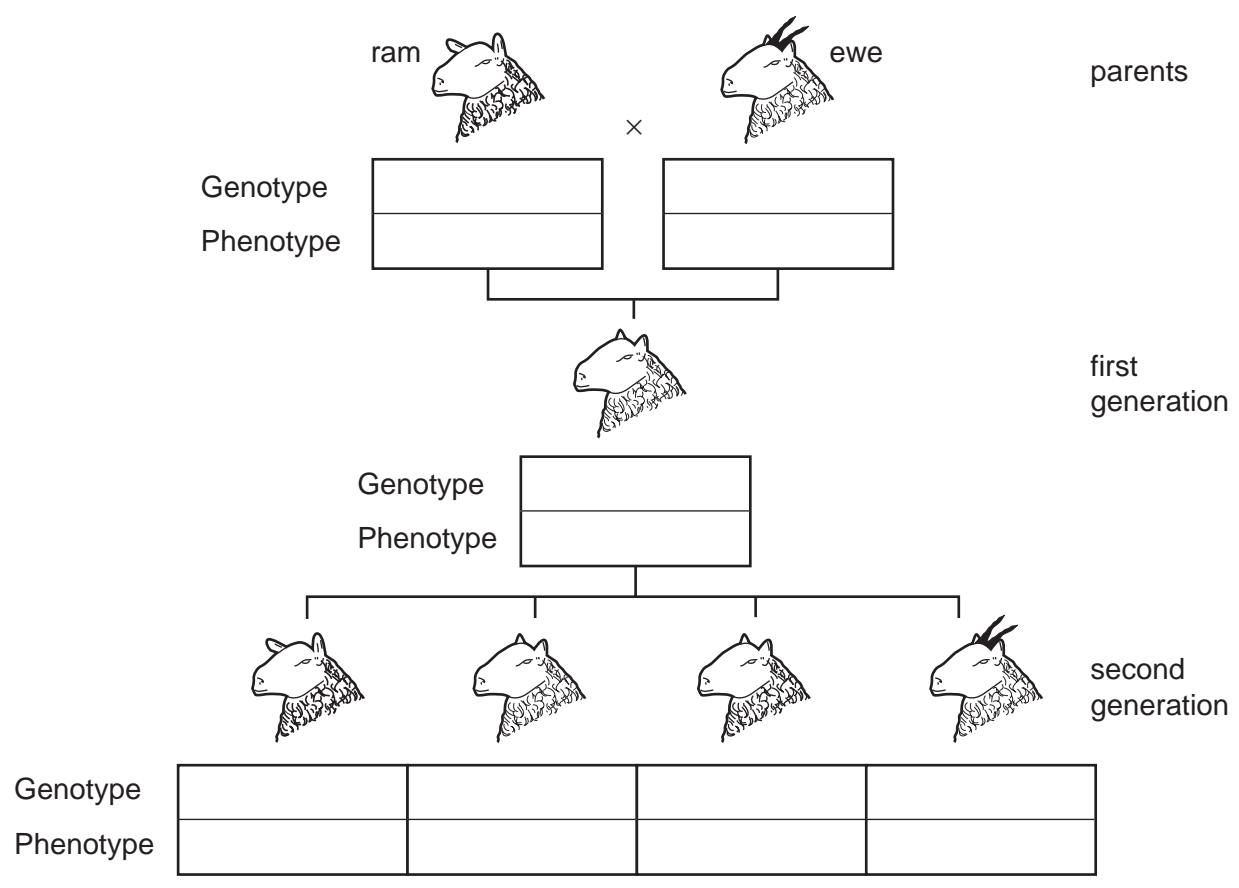 ram
ewe
parents
×
Genotype
Phenotype
first
generation
Genotype
Phenotype
second
generation
Genotype
Phenotype